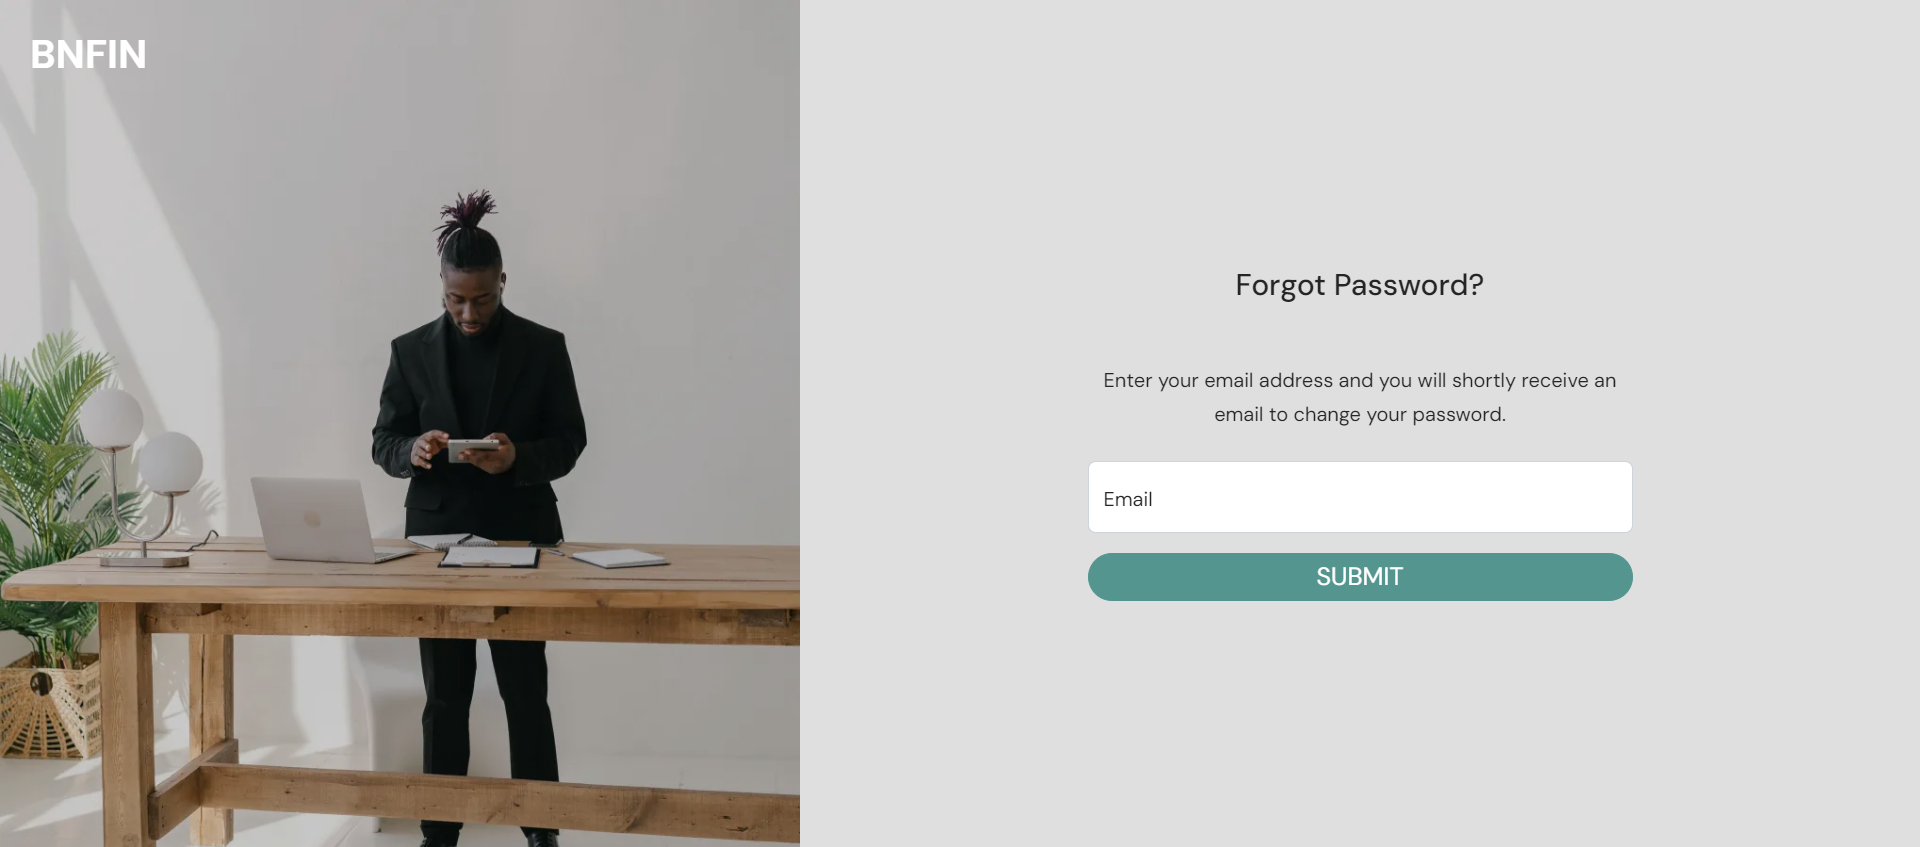 BNFIN
Forgot Password?
Enter your email address and you will shortly receive an
email to change your password.
Email
SUBMIT